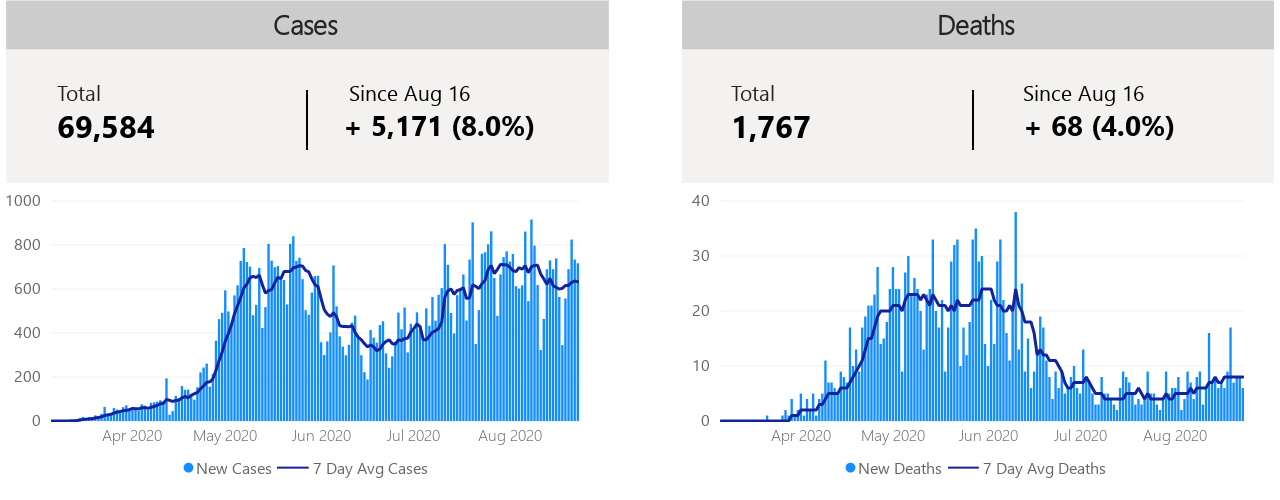 Cases
Total
69,584
Since Aug 16
+ 5,171 (8.0%)
1000
800
600
400
200
0
Apr 2020 May 2020 Jun 2020 Jul 2020 Aug 2020
New Cases 7 Day Avg Cases
Deaths
Total
1,767
Since Aug 16
+ 68 (4.0%)
40
30
20
10
0
Apr 2020 May 2020 Jun 2020 Jul 2020 Aug 2020
New Deaths 7 Day Avg Deaths